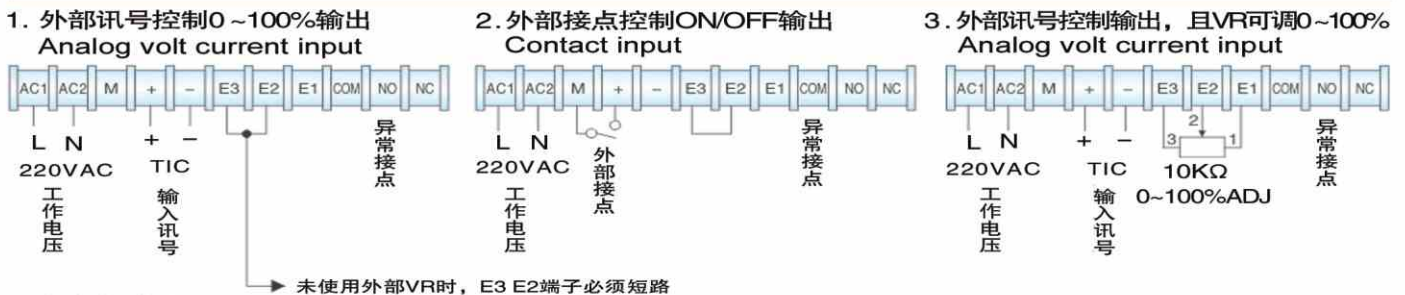 1. 外部讯号控制0~100%输出
Analog volt current input
AC1 AC2 M + - E3 E2 E1 COM NO NC
L N + -
220VAC TIC
工作电压
输入讯号
异常接点
未使用外部VR时，E3 E2端子必须短路
2. 外部接点控制ON/OFF输出
Contact input
AC1 AC2 M + - E3 E2 E1 COM NO NC
L N
220VAC
工作电压
外部接点
异常接点
3. 外部讯号控制输出，且VR可调0~100%
Analog volt current input
AC1 AC2 M + - E3 E2 E1 COM NO NC
L N + - 3 2 1
220VAC TIC 10KΩ
0~100%ADJ
工作电压
输入讯号
异常接点